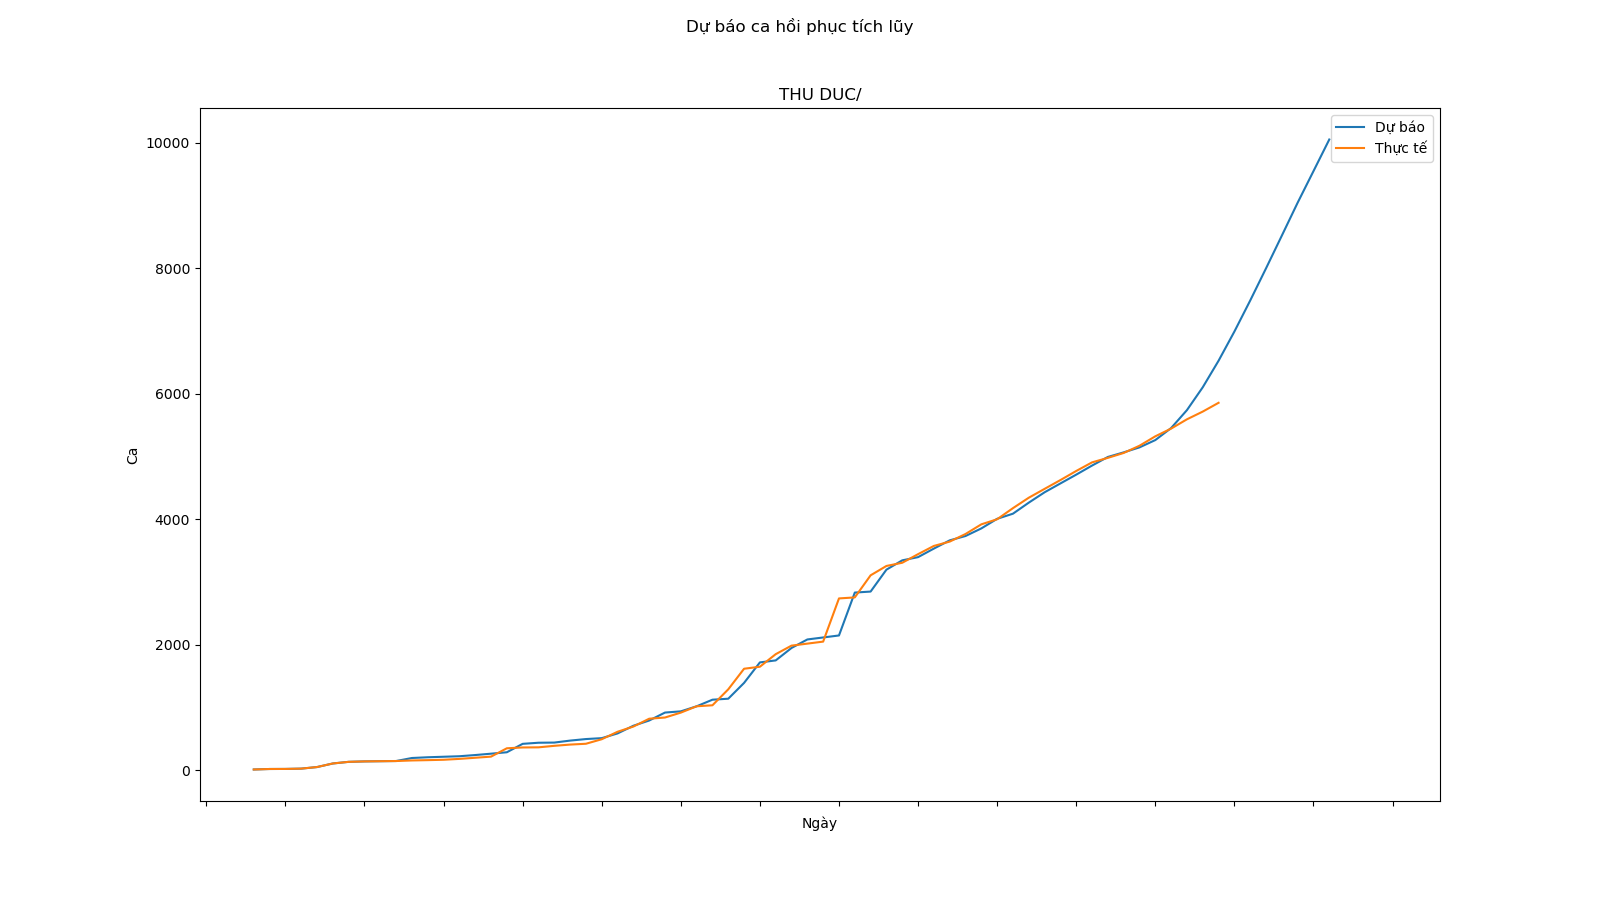 Dự báo ca hồi phục tích lũy
THU DUC/
Dự báo
Thực tế
10000
8000
6000
4000
2000
0
Ca
Ngày